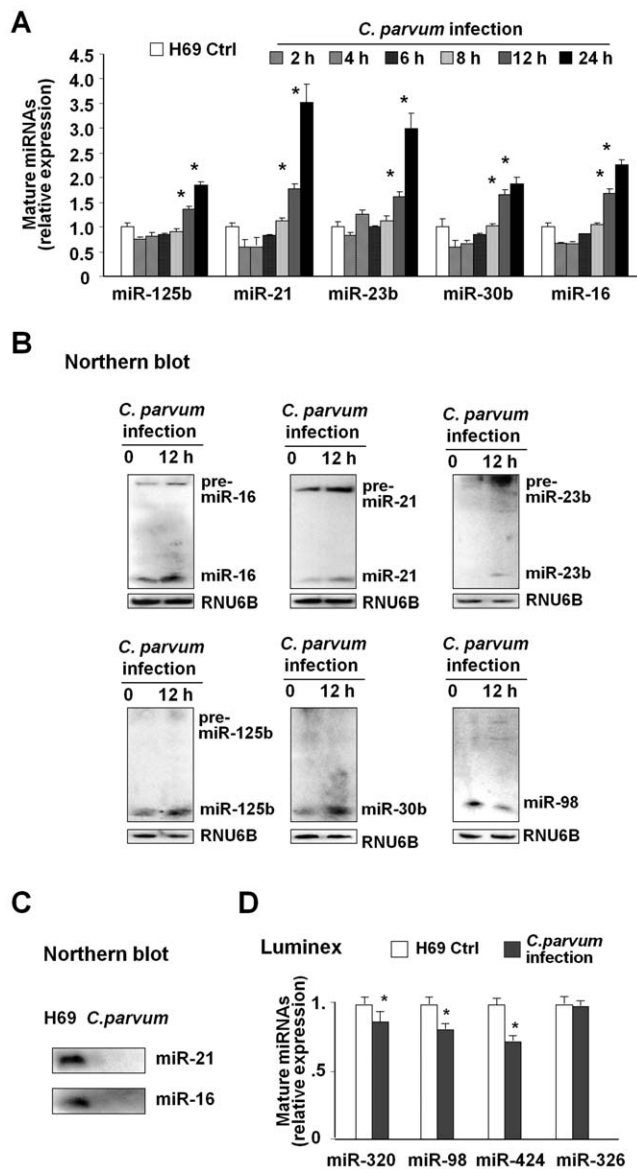 A
C. parvum infection
H69 Ctrl
2 h 4 h 6 h 8 h 12 h 24 h
Mature miRNAs
(relative expression)
4.5
4.0
3.5
3.0
2.5
2.0
1.5
1.0
0.5
0
* * * * * * * * * *
miR-125b miR-21 miR-23b miR-30b miR-16
B
Northern blot
C. parvum
infection
0 12 h
pre-
miR-16
miR-16
RNU6B
C. parvum
infection
0 12 h
pre-
miR-21
miR-21
RNU6B
C. parvum
infection
0 12 h
pre-
miR-23b
miR-23b
RNU6B
C. parvum
infection
0 12 h
pre-
miR-125b
miR-125b
RNU6B
C. parvum
infection
0 12 h
miR-30b
RNU6B
C. parvum
infection
0 12 h
miR-98
RNU6B
C
Northern blot
H69 C.parvum
miR-21
miR-16
D
Luminex
H69 Ctrl
C.parvum
infection
Mature miRNAs
(relative expression)
1.
.5
0
* * *
miR-320 miR-98 miR-424 miR-326